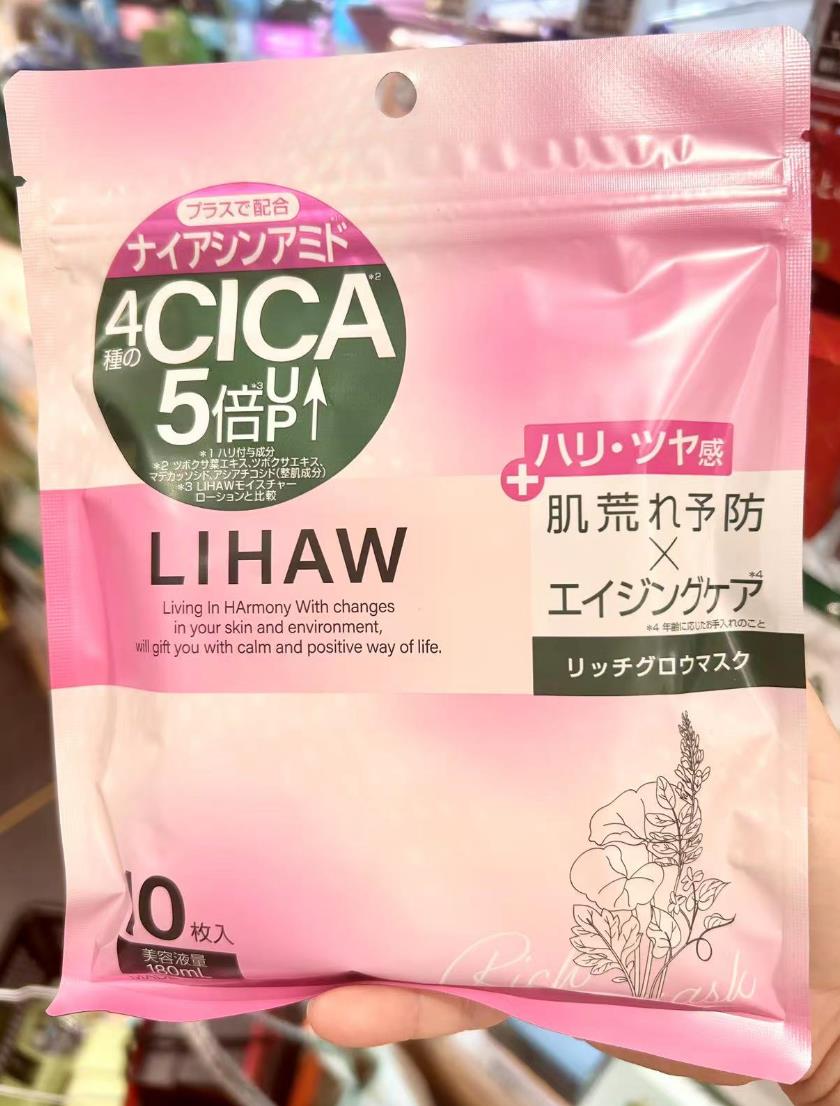 プラスで配合
ナイアシンアミド
4種のCICA*2
5倍*3UP↑
*1 ハリ付与成分
*2 ツボクサ葉エキス、ツボクサエキス、
マデカッソシド、アシアチコシド(整肌成分)
*3 LIHAWモイスチャー
ローションと比較
+ハリ・ツヤ感
肌荒れ予防
×
エイジングケア*4
*4 年齢に応じたお手入れのこと
リッチグロウマスク
LIHAW
Living In HArmony With changes
in your skin and environment,
will gift you with calm and positive way of life.
10枚入
美容液量
180mL
Rich